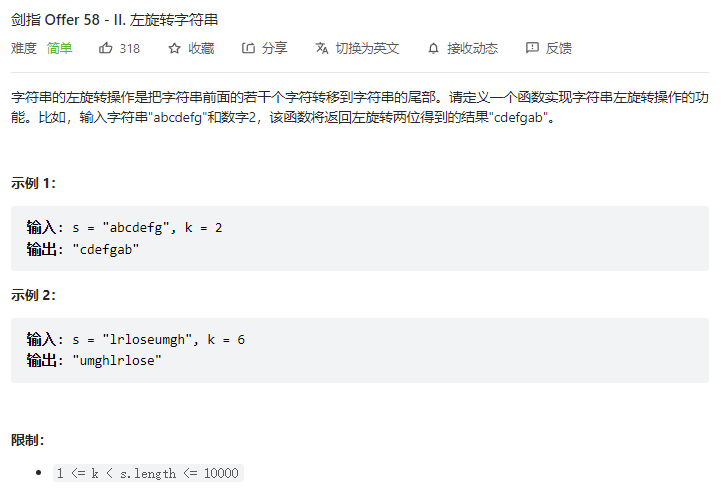 剑指 Offer 58 - II. 左旋转字符串
难度 简单 318 收藏 分享 切换为英文 接收动态 反馈
字符串的左旋转操作是把字符串前面的若干个字符转移到字符串的尾部。请定义一个函数实现字符串左旋转操作的功
能。比如，输入字符串"abcdefg"和数字2，该函数将返回左旋转两位得到的结果"cdefgab"。
示例 1：
输入: s = "abcdefg", k = 2
输出: "cdefgab"
示例 2：
输入: s = "lrloseumgh", k = 6
输出: "umghlrlose"
限制：
• 1 <= k < s.length <= 10000